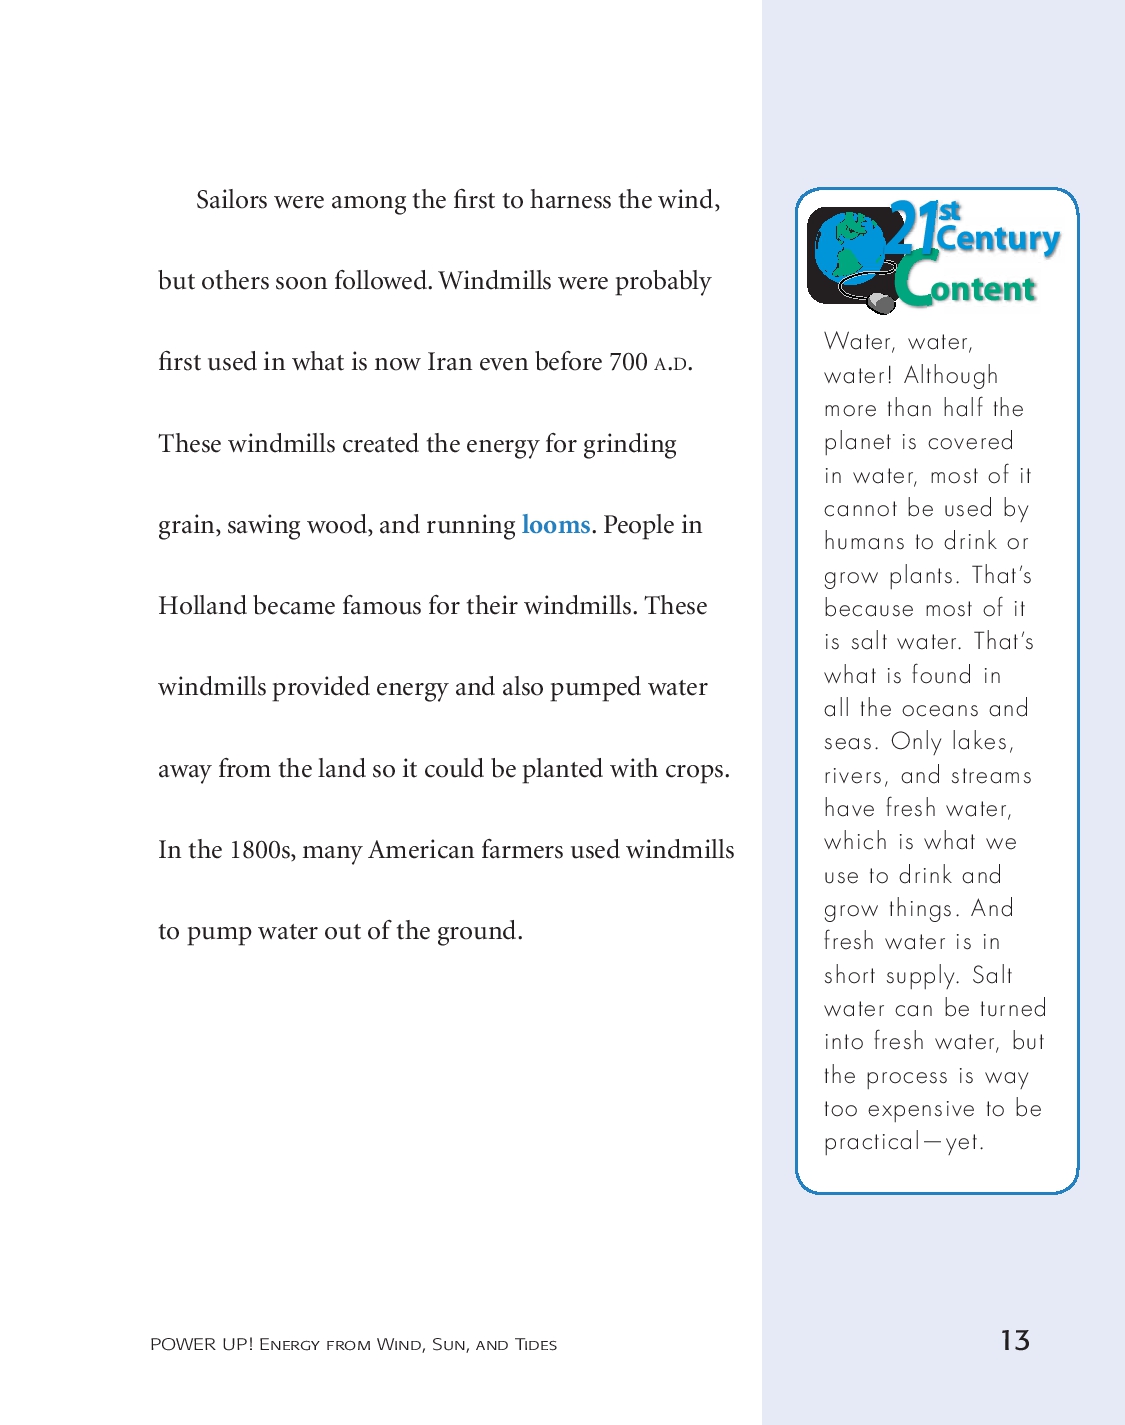 Sailors were among the first to harness the wind,
but others soon followed. Windmills were probably
first used in what is now Iran even before 700 A.D.
These windmills created the energy for grinding
grain, sawing wood, and running looms. People in
Holland became famous for their windmills. These
windmills provided energy and also pumped water
away from the land so it could be planted with crops.
In the 1800s, many American farmers used windmills
to pump water out of the ground.
21st
Century
Content
Water, water,
water! Although
more than half the
planet is covered
in water, most of it
cannot be used by
humans to drink or
grow plants. That’s
because most of it
is salt water. That’s
what is found in
all the oceans and
seas. Only lakes,
rivers, and streams
have fresh water,
which is what we
use to drink and
grow things. And
fresh water is in
short supply. Salt
water can be turned
into fresh water, but
the process is way
too expensive to be
practical—yet.
POWER UP! Energy from Wind, Sun, and Tides
13